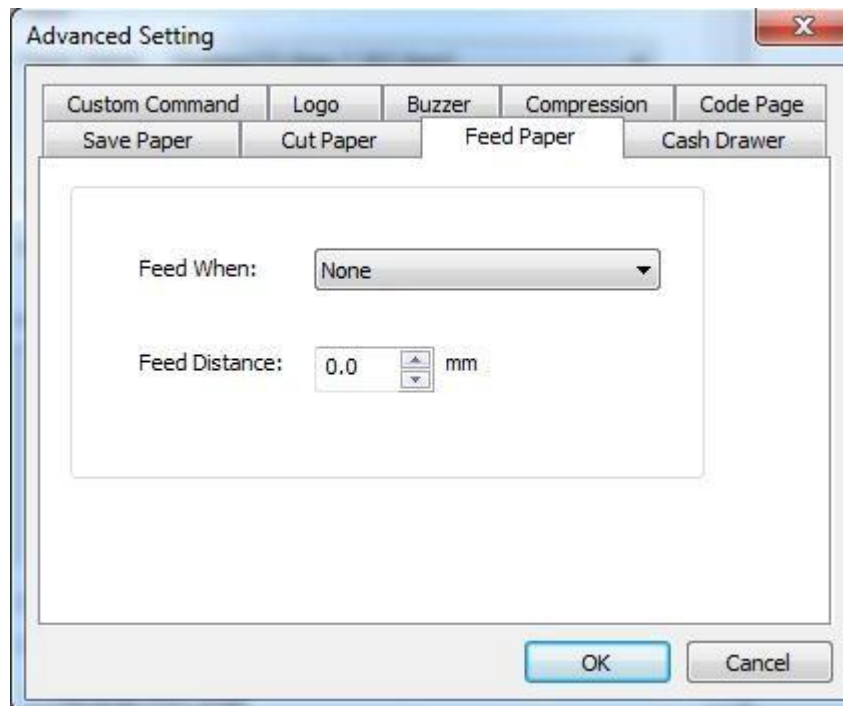 Advanced Setting
Custom Command Logo Buzzer Compression Code Page
Save Paper Cut Paper Feed Paper Cash Drawer
Feed When: None
Feed Distance: 0.0 mm
OK Cancel